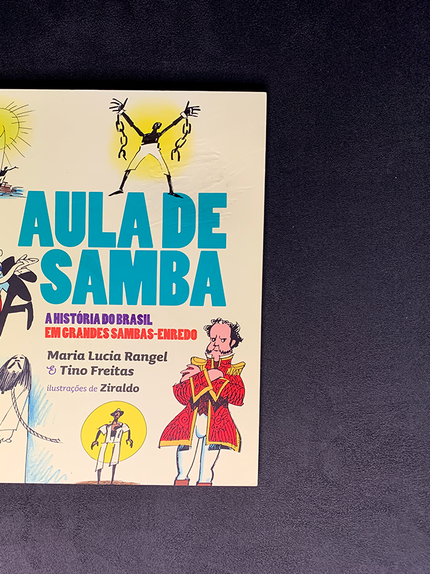 AULA DE
SAMBA
A HISTÓRIA DO BRASIL
EM GRANDES SAMBAS-ENREDO
Maria Lucia Rangel
& Tino Freitas
ilustrações de Ziraldo